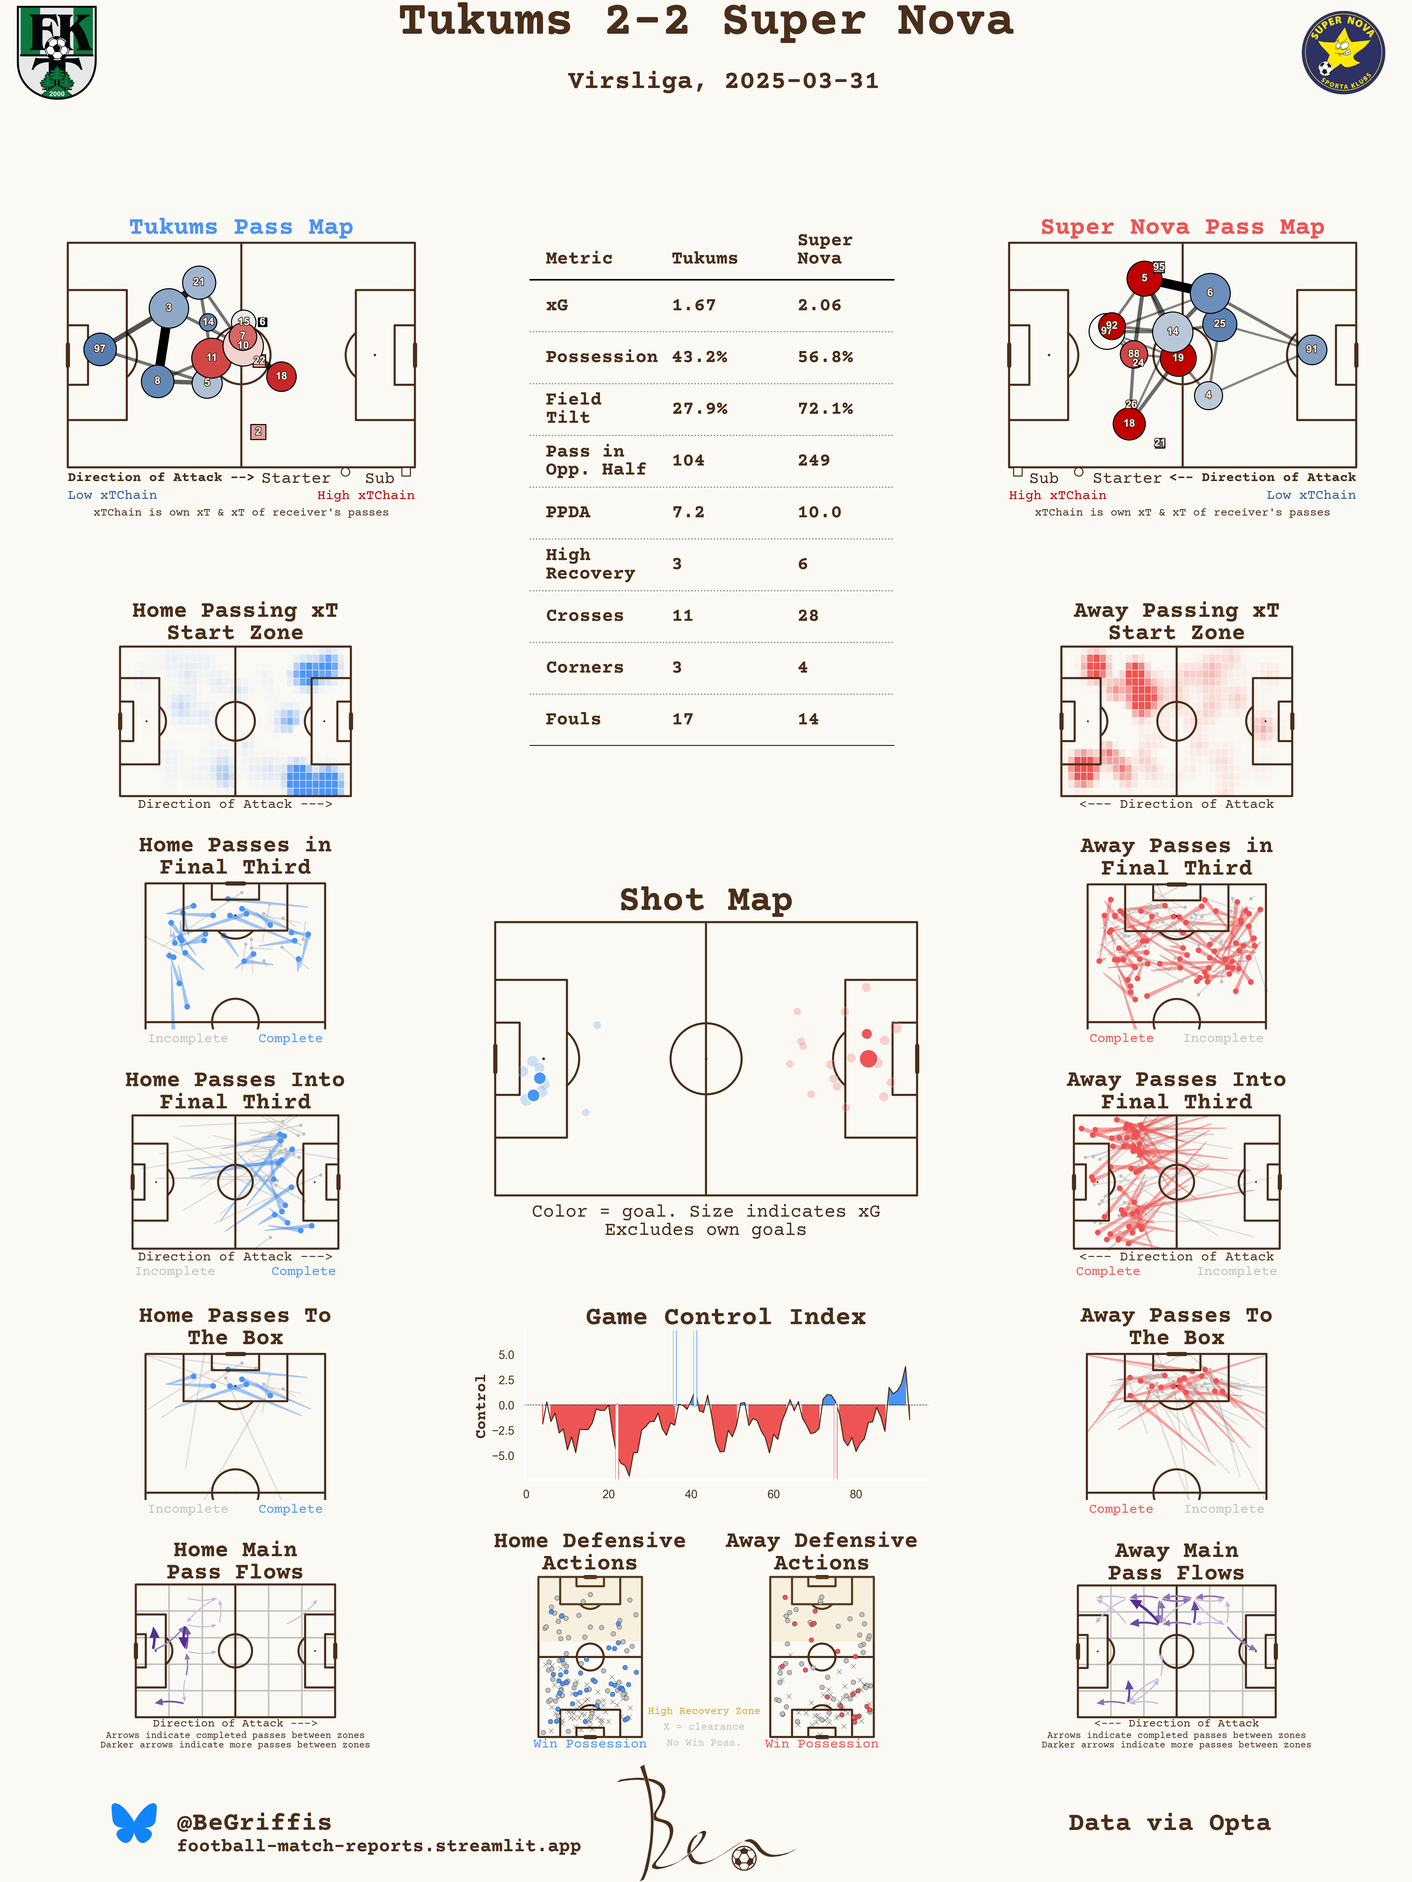 Tukums 2-2 Super Nova
Virsliga, 2025-03-31
FK
2000
SUPER NOVA
SPORTA KLUBS
Tukums Pass Map
21
3
14
15
6
7
10
97
11
22
18
8
5
2
Direction of Attack --> Starter Sub
Low xTChain High xTChain
xTChain is own xT & xT of receiver's passes
Metric Tukums Super Nova
xG 1.67 2.06
Possession 43.2% 56.8%
Field Tilt 27.9% 72.1%
Pass in Opp. Half 104 249
PPDA 7.2 10.0
High Recovery 3 6
Crosses 11 28
Corners 3 4
Fouls 17 14
Super Nova Pass Map
5
95
6
92
97
14
25
88
24
19
91
26
4
18
21
Sub Starter <-- Direction of Attack
High xTChain Low xTChain
xTChain is own xT & xT of receiver's passes
Home Passing xT
Start Zone
Direction of Attack --->
Away Passing xT
Start Zone
<--- Direction of Attack
Home Passes in
Final Third
Incomplete Complete
Away Passes in
Final Third
Complete Incomplete
Shot Map
Color = goal. Size indicates xG
Excludes own goals
Home Passes Into
Final Third
Direction of Attack --->
Incomplete Complete
Away Passes Into
Final Third
<--- Direction of Attack
Complete Incomplete
Home Passes To
The Box
Incomplete Complete
Game Control Index
Control
5.0
2.5
0.0
−2.5
−5.0
0 20 40 60 80
Away Passes To
The Box
Complete Incomplete
Home Main
Pass Flows
Direction of Attack --->
Arrows indicate completed passes between zones
Darker arrows indicate more passes between zones
Home Defensive
Actions
Win Possession
Away Defensive
Actions
Win Possession
High Recovery Zone
X = clearance
No Win Poss.
Away Main
Pass Flows
<--- Direction of Attack
Arrows indicate completed passes between zones
Darker arrows indicate more passes between zones
@BeGriffis
football-match-reports.streamlit.app
Ben
Data via Opta